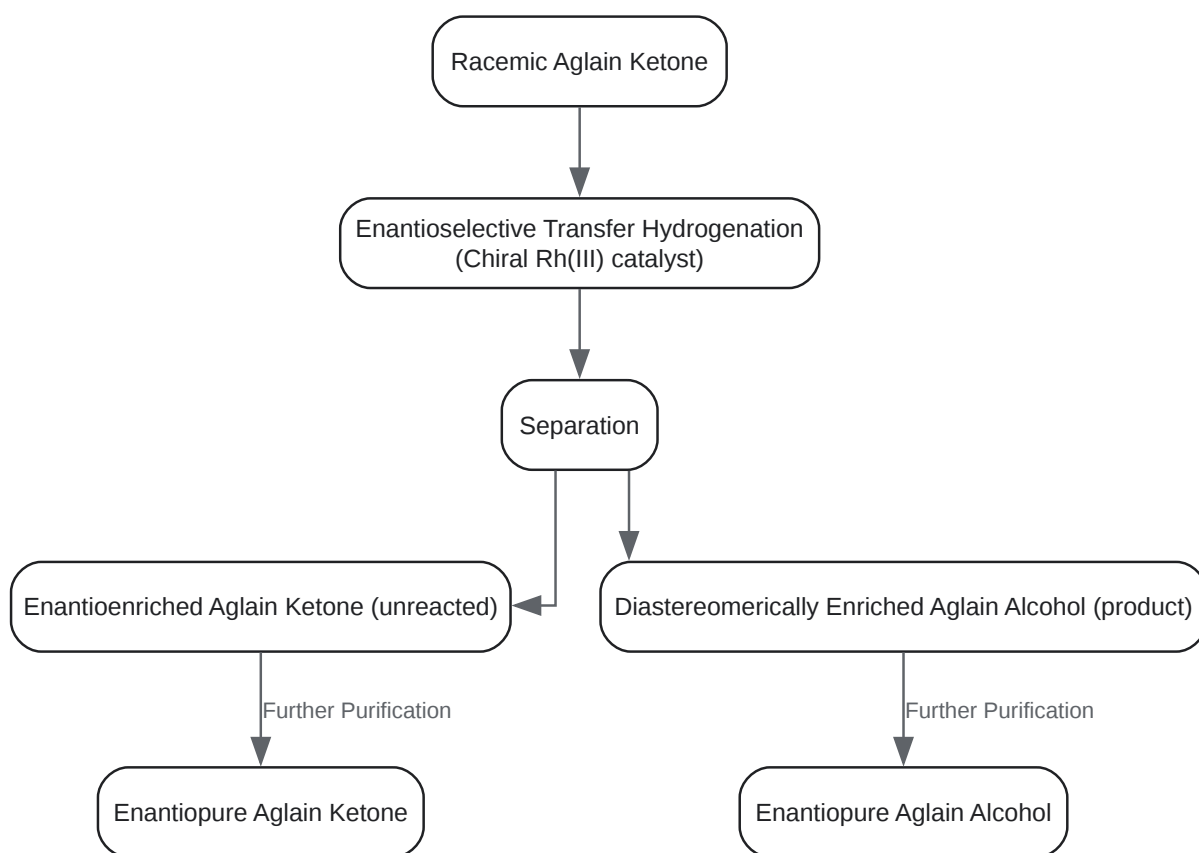 Racemic Aglain Ketone
Enantioselective Transfer Hydrogenation
(Chiral Rh(III) catalyst)
Separation
Enantioenriched Aglain Ketone (unreacted)
Diastereomerically Enriched Aglain Alcohol (product)
Further Purification
Further Purification
Enantiopure Aglain Ketone
Enantiopure Aglain Alcohol